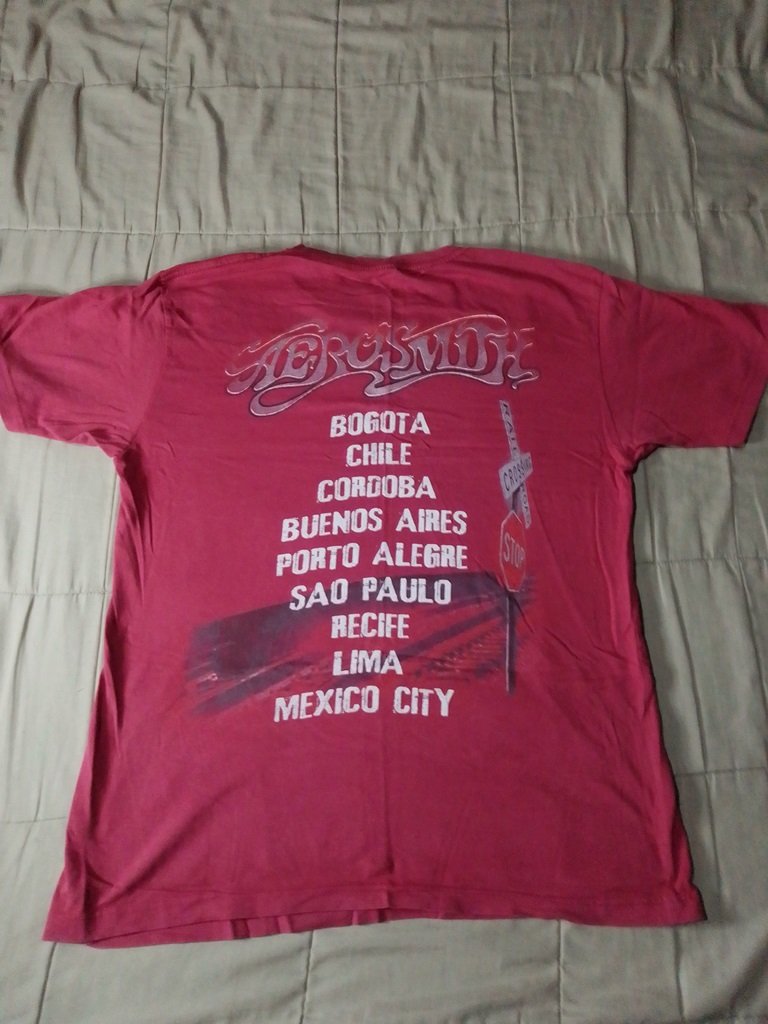 AEROSMITH
BOGOTA
CHILE
CORDOBA
BUENOS AIRES
PORTO ALEGRE
SAO PAULO
RECIFE
LIMA
MEXICO CITY
CROSSING
STOP